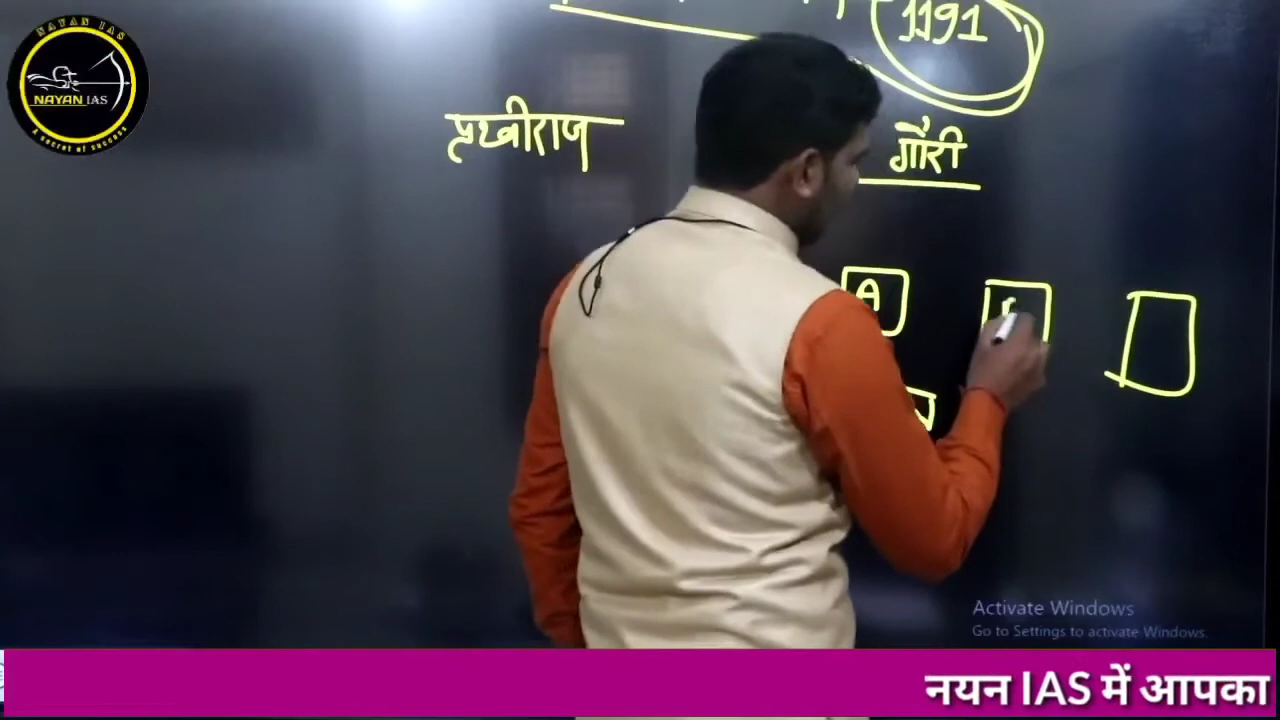 NAYAN IAS
NAYAN IAS
A secret of success
1191
पृथ्वीराज
गौरी
A
Activate Windows
Go to Settings to activate Windows.
नयन IAS में आपका